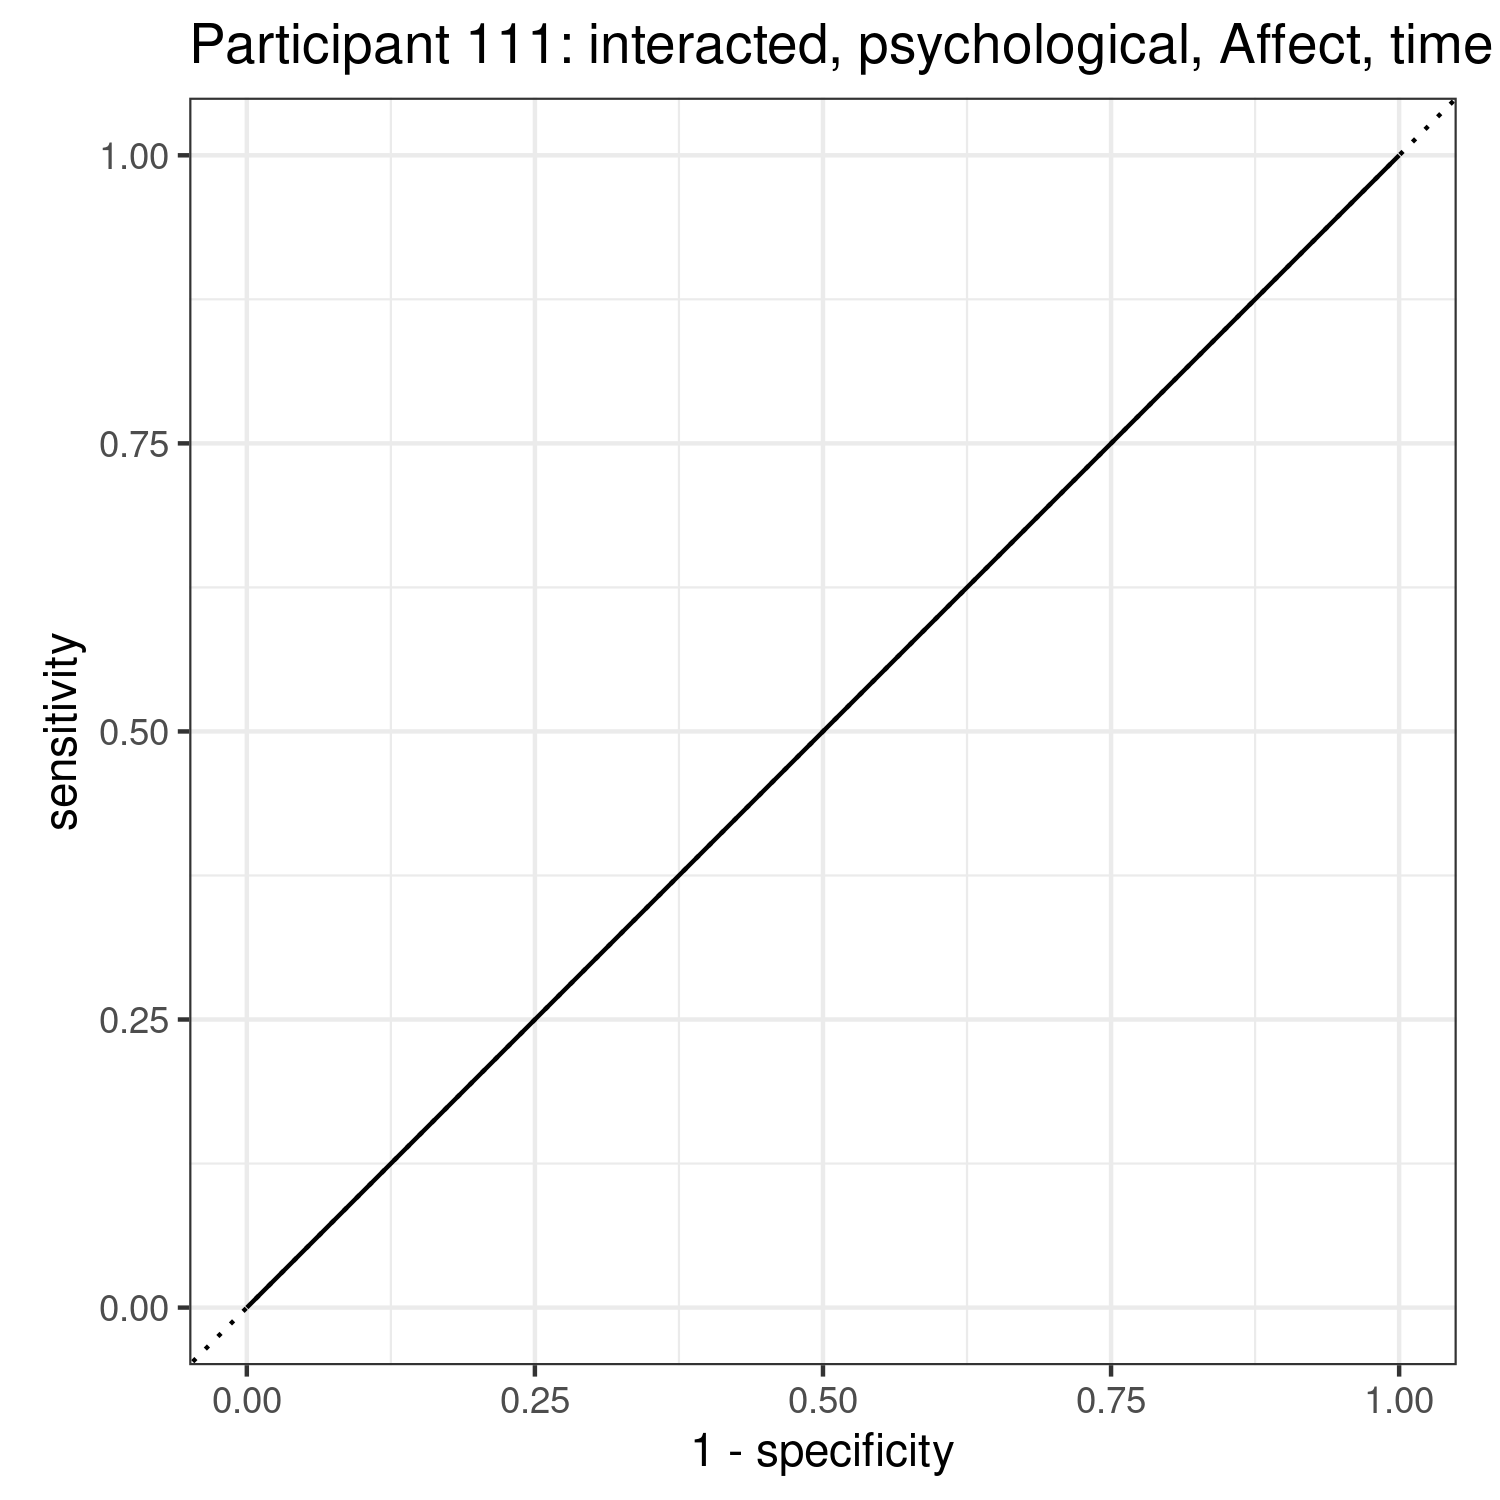 Participant 111: interacted, psychological, Affect, time
1.00
0.75
0.50
0.25
0.00
sensitivity
0.00 0.25 0.50 0.75 1.00
1 - specificity